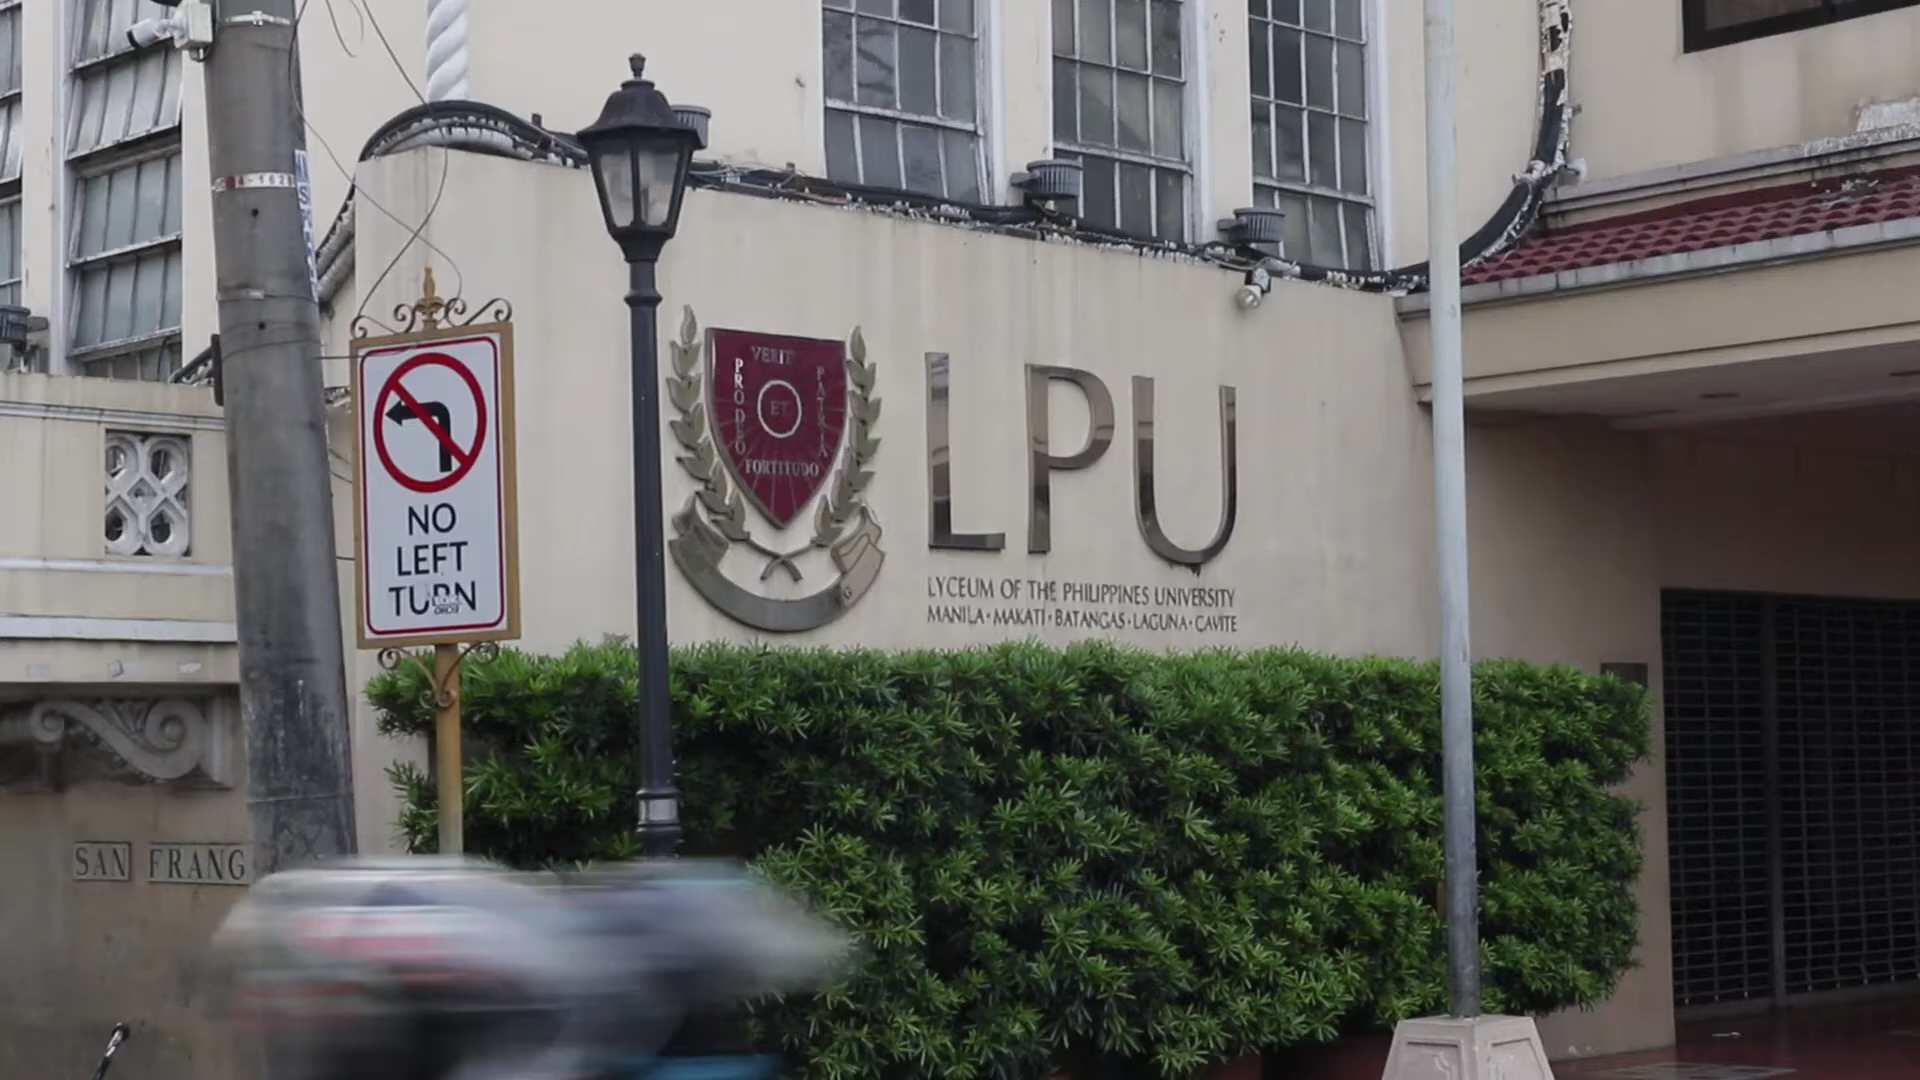 NO
LEFT
TURN
VERIT
PRO DEO
ET
PATRIA
FORTITUDO
LPU
LYCEUM OF THE PHILIPPINES UNIVERSITY
MANILA • MAKATI • BATANGAS • LAGUNA • CAVITE
SAN FRANC